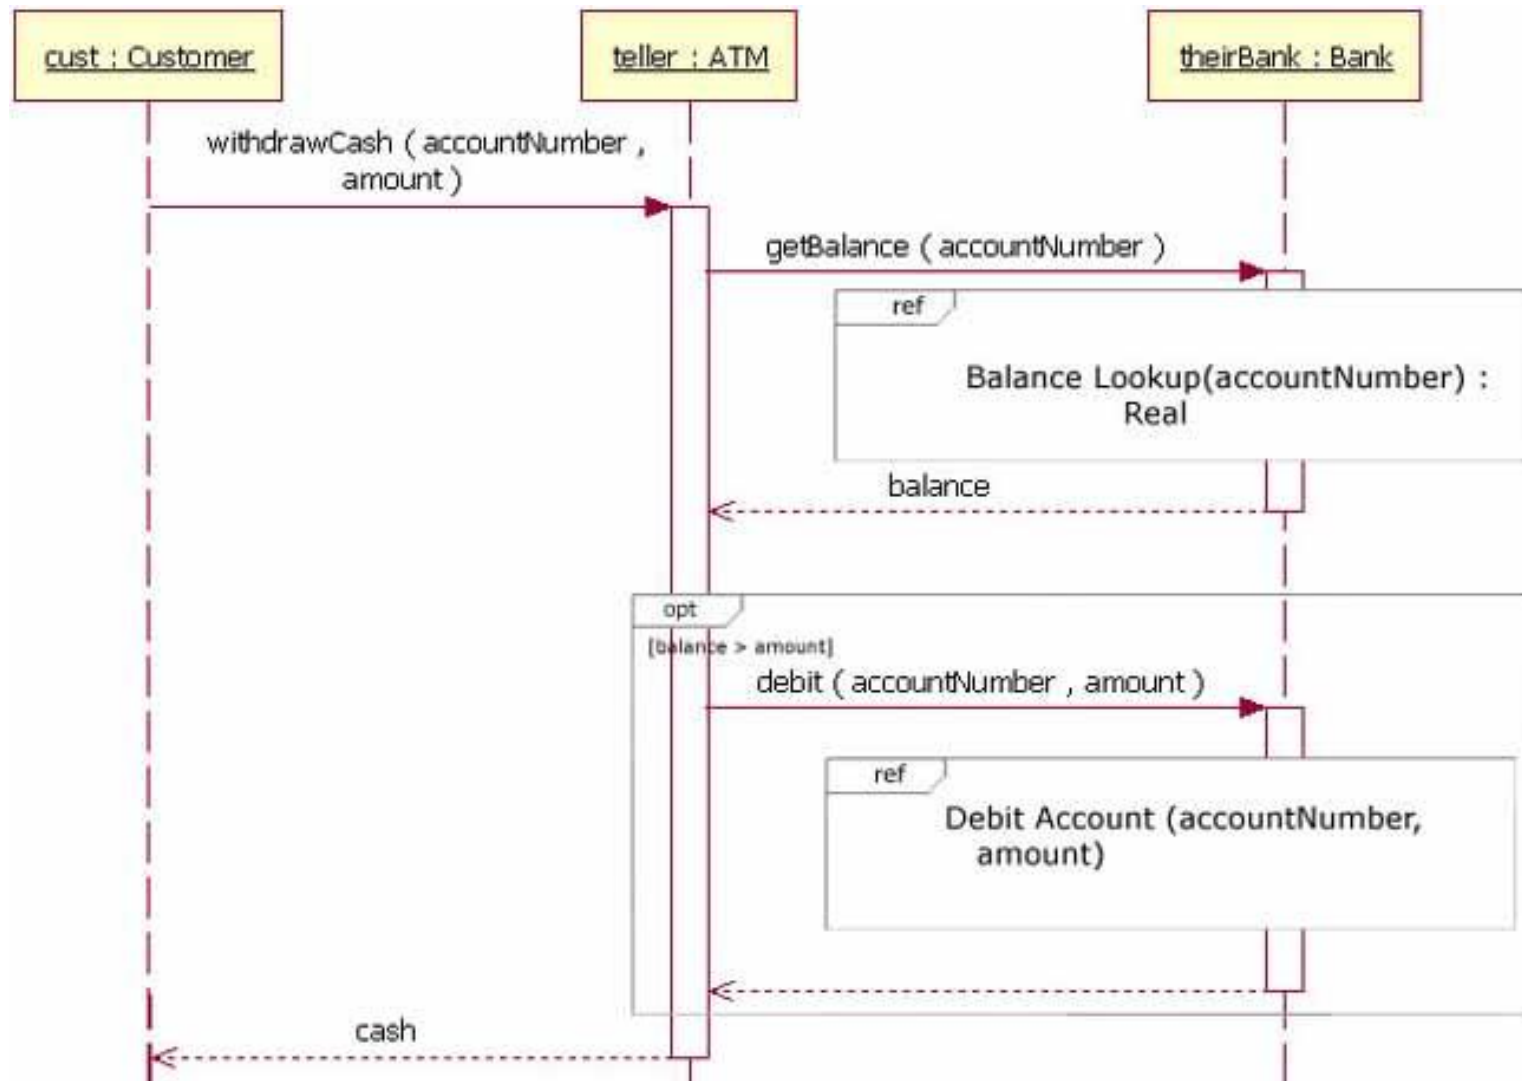 cust : Customer
teller : ATM
theirBank : Bank
withdrawCash ( accountNumber ,
amount )
getBalance ( accountNumber )
ref
Balance Lookup(accountNumber) :
Real
balance
opt
[balance > amount]
debit ( accountNumber , amount )
ref
Debit Account (accountNumber,
amount)
cash